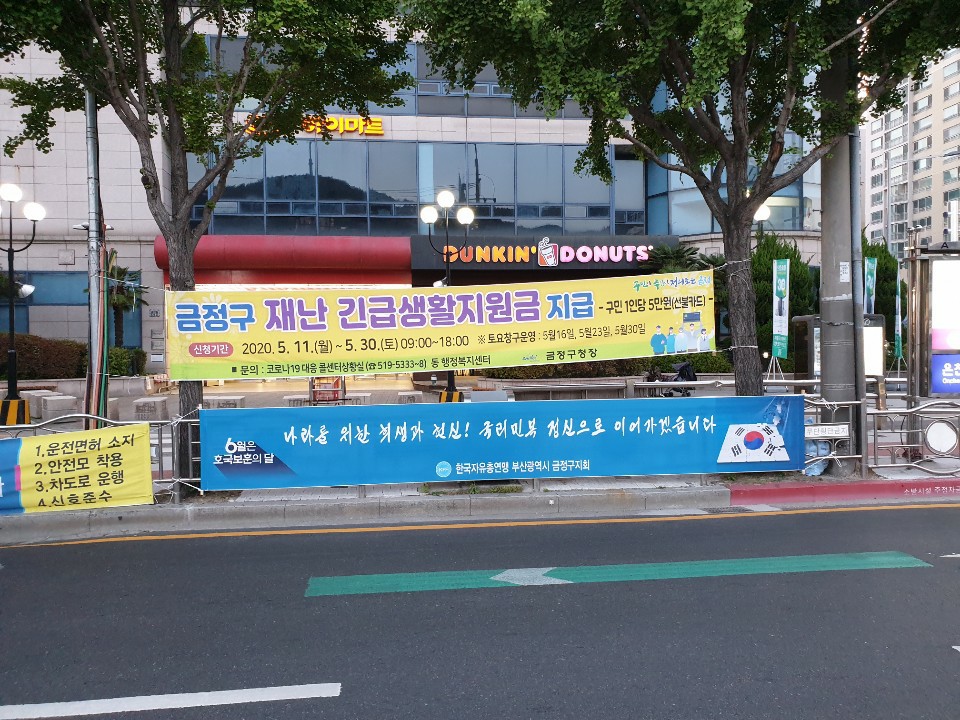 이마트
DUNKIN' DONUTS
금정구 재난 긴급생활지원금 지급 - 구민 1인당 5만원(선불카드) -
신청기간 2020. 5. 11.(월) ~ 5. 30.(토) 09:00~18:00 ※ 토요창구운영 : 5월16일, 5월23일, 5월30일
■ 문의 : 코로나19 대응 콜센터상황실(☎519-5333~8) 동 행정복지센터 금정구청장
6월은
호국보훈의 달
나라를 위한 희생과 헌신! 국리민복 정신으로 이어가겠습니다
한국자유총연맹 부산광역시 금정구지회
1.운전면허 소지
2.안전모 착용
3.차도로 운행
4.신호준수
온천